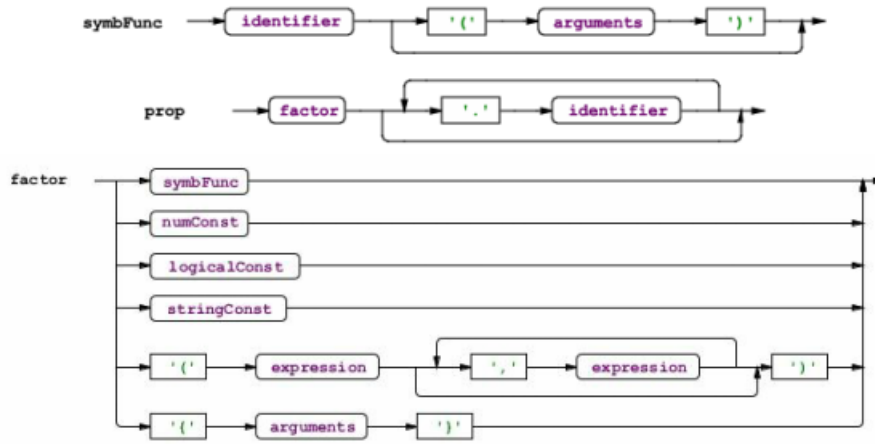 symbFunc identifier '(' arguments ')'
prop factor '.' identifier
factor symbFunc
numConst
logicalConst
stringConst
'(' expression ',' expression ')'
'{' arguments '}'